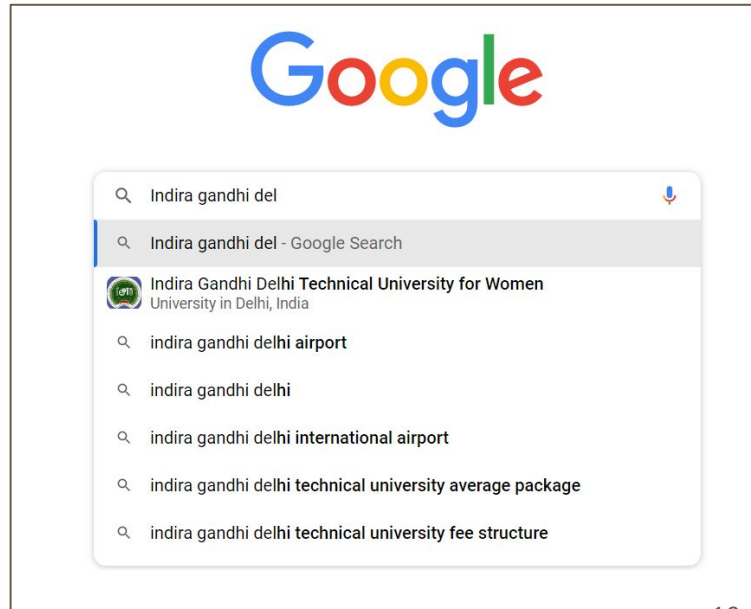 Google
Indira gandhi del
Indira gandhi del - Google Search
Indira Gandhi Delhi Technical University for Women
University in Delhi, India
indira gandhi delhi airport
indira gandhi delhi
indira gandhi delhi international airport
indira gandhi delhi technical university average package
indira gandhi delhi technical university fee structure